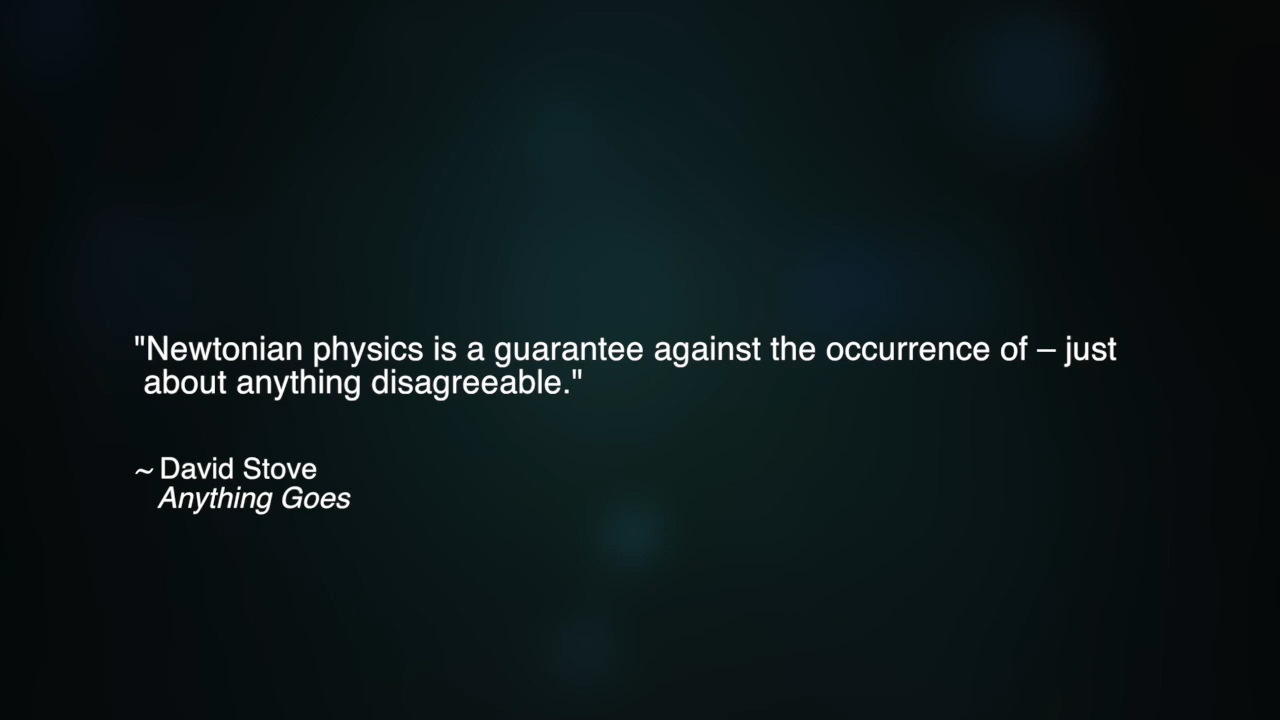 "Newtonian physics is a guarantee against the occurrence of – just
about anything disagreeable."
~ David Stove
Anything Goes